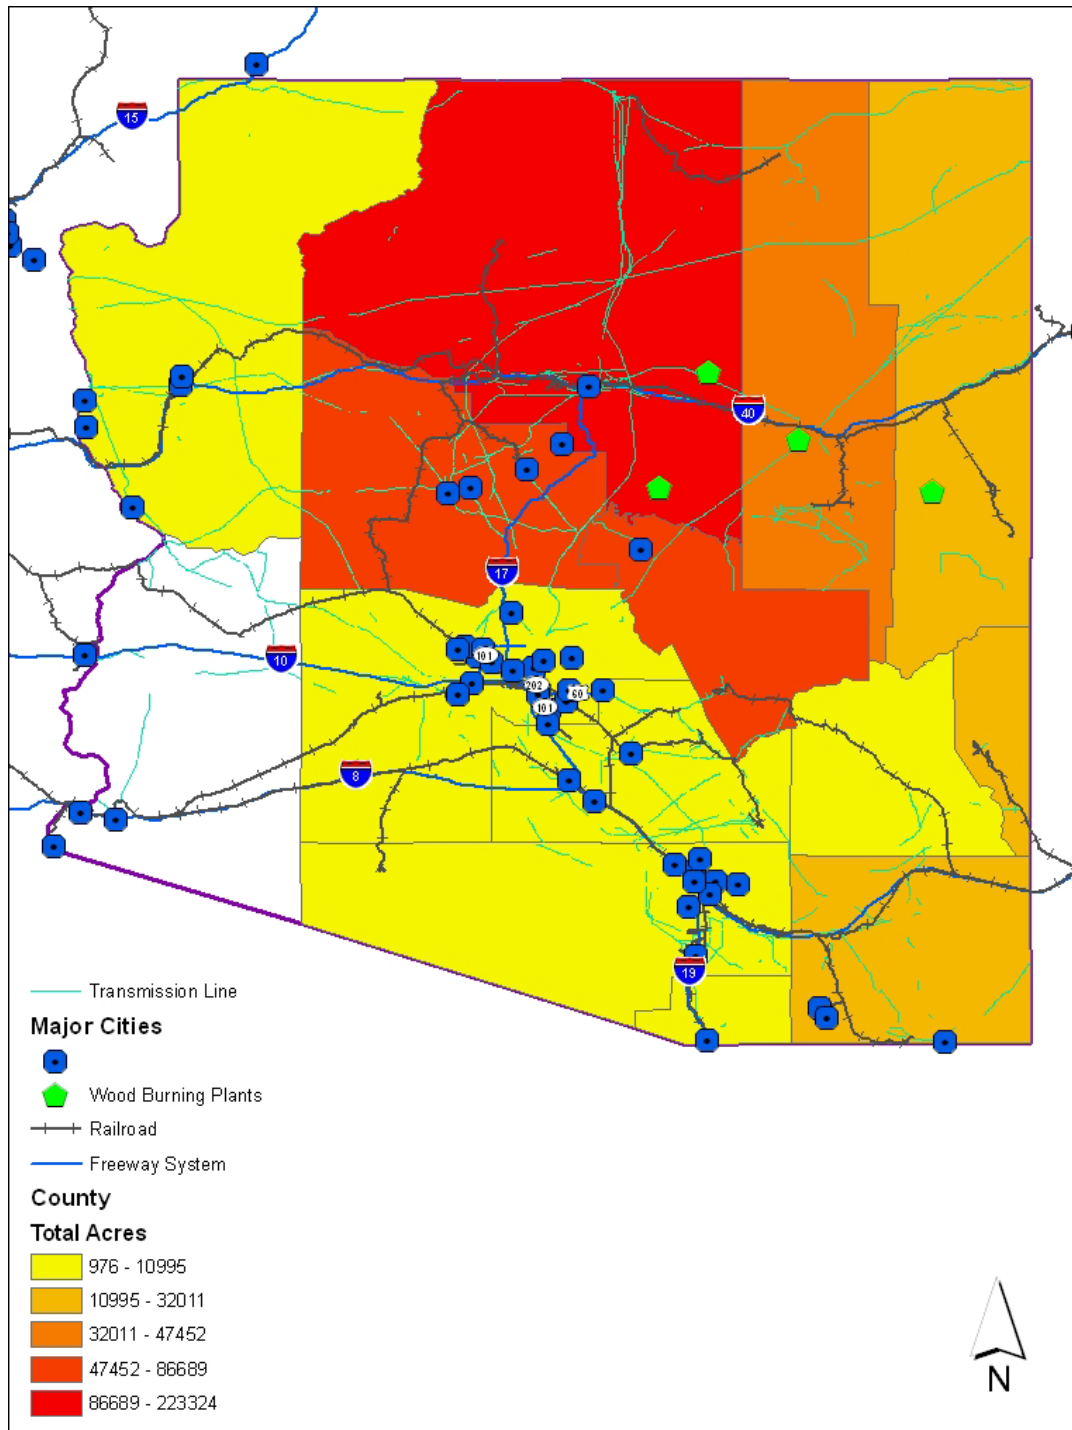 15
40
17
101
10
202
60
101
8
19
Transmission Line
Major Cities
Wood Burning Plants
Railroad
Freeway System
County
Total Acres
976 - 10995
10995 - 32011
32011 - 47452
47452 - 86689
86689 - 223324
N